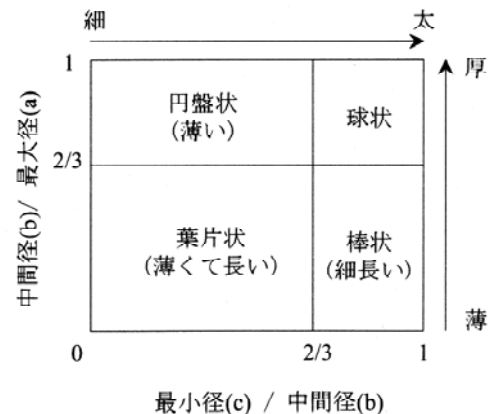 細 太
厚
1
円盤状
(薄い)
球状
2/3
中間径(b)/ 最大径(a)
葉片状
(薄くて長い)
棒状
(細長い)
薄
0 2/3 1
最小径(c) / 中間径(b)